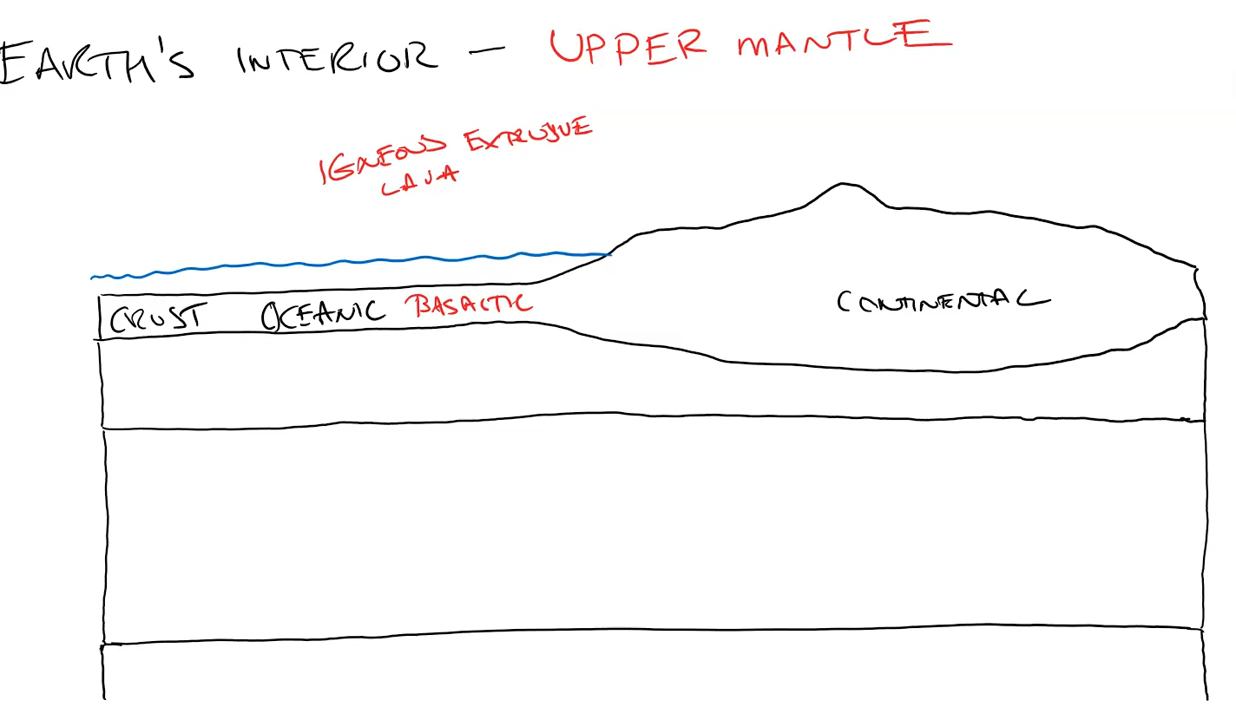 EARTH'S INTERIOR - UPPER MANTLE
IGNEOUS EXTRUSIVE
LAVA
CRUST OCEANIC BASALTIC
CONTINENTAL